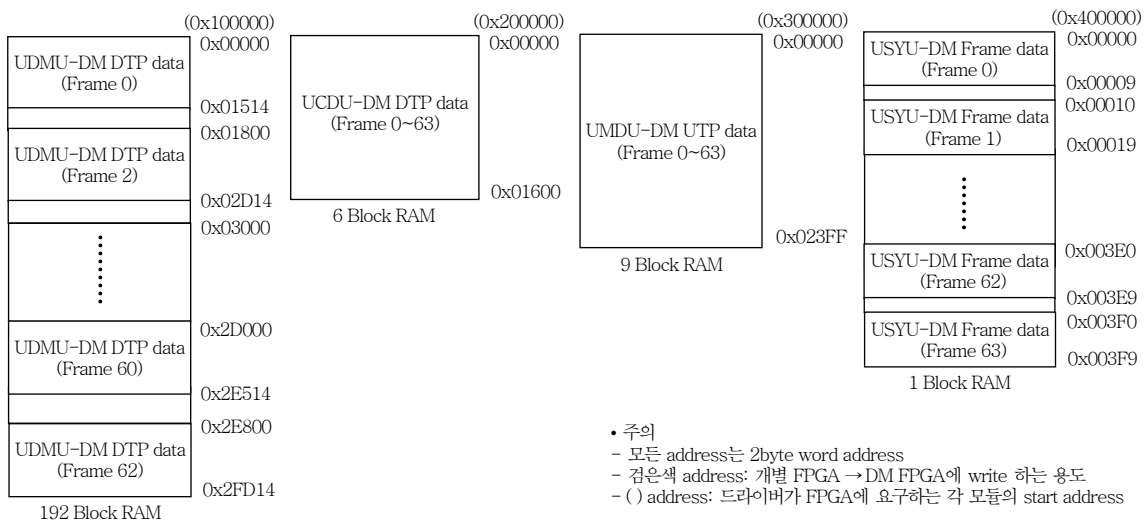 (0x100000)
0x00000
UDMU-DM DTP data
(Frame 0)
0x01514
0x01800
UDMU-DM DTP data
(Frame 2)
0x02D14
0x03000
0x2D000
UDMU-DM DTP data
(Frame 60)
0x2E514
0x2E800
UDMU-DM DTP data
(Frame 62)
0x2FD14
192 Block RAM
(0x200000)
0x00000
UCDU-DM DTP data
(Frame 0~63)
0x01600
6 Block RAM
(0x300000)
0x00000
UMDU-DM UTP data
(Frame 0~63)
0x023FF
9 Block RAM
(0x400000)
0x00000
USYU-DM Frame data
(Frame 0)
0x00009
0x00010
USYU-DM Frame data
(Frame 1)
0x00019
0x003E0
USYU-DM Frame data
(Frame 62)
0x003E9
0x003F0
USYU-DM Frame data
(Frame 63)
0x003F9
1 Block RAM
• 주의
- 모든 address는 2byte word address
- 검은색 address: 개별 FPGA → DM FPGA에 write 하는 용도
- ( ) address: 드라이버가 FPGA에 요구하는 각 모듈의 start address